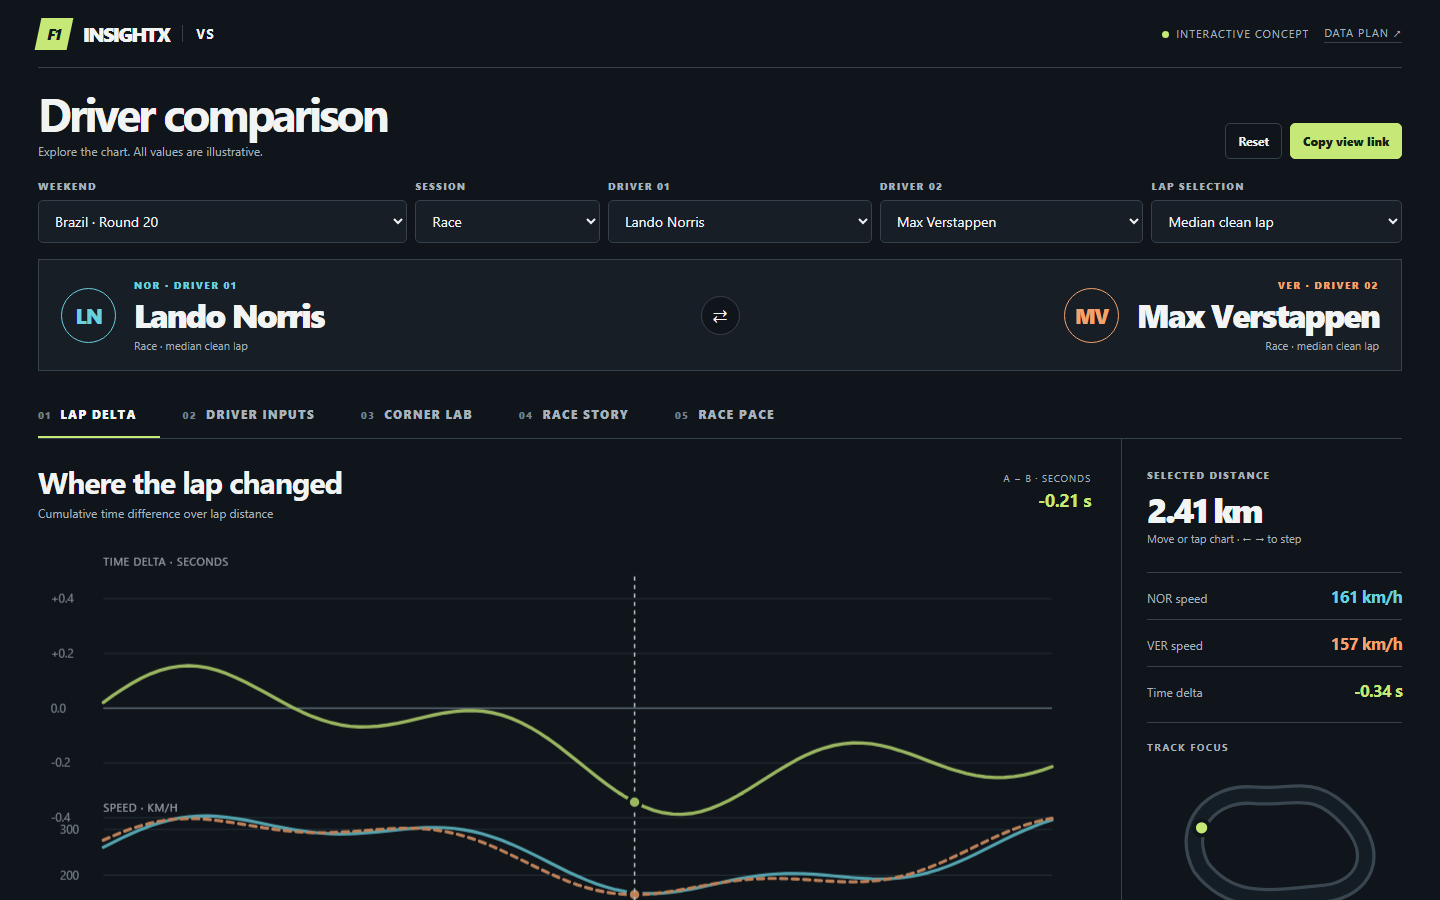 F1 INSIGHTX VS
INTERACTIVE CONCEPT DATA PLAN ↗
Driver comparison
Explore the chart. All values are illustrative.
Reset Copy view link
WEEKEND SESSION DRIVER 01 DRIVER 02 LAP SELECTION
Brazil · Round 20 Race Lando Norris Max Verstappen Median clean lap
LN
NOR · DRIVER 01
Lando Norris
Race · median clean lap
⇄
MV
VER · DRIVER 02
Max Verstappen
Race · median clean lap
01 LAP DELTA 02 DRIVER INPUTS 03 CORNER LAB 04 RACE STORY 05 RACE PACE
Where the lap changed
Cumulative time difference over lap distance
A – B · SECONDS
-0.21 s
TIME DELTA · SECONDS
+0.4
+0.2
0.0
-0.2
-0.4
SPEED · KM/H
300
200
SELECTED DISTANCE
2.41 km
Move or tap chart · ← → to step
NOR speed 161 km/h
VER speed 157 km/h
Time delta -0.34 s
TRACK FOCUS